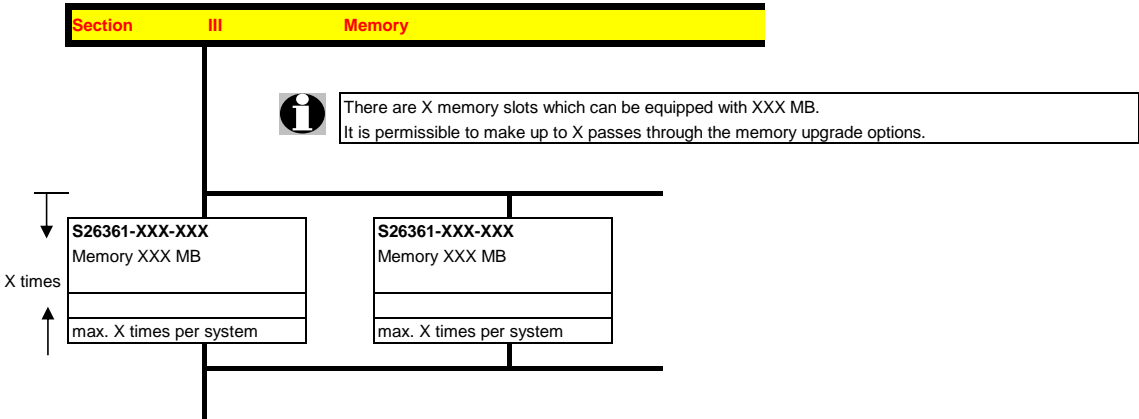 Section III Memory
There are X memory slots which can be equipped with XXX MB.
It is permissible to make up to X passes through the memory upgrade options.
S26361-XXX-XXX
Memory XXX MB
max. X times per system
S26361-XXX-XXX
Memory XXX MB
max. X times per system
X times